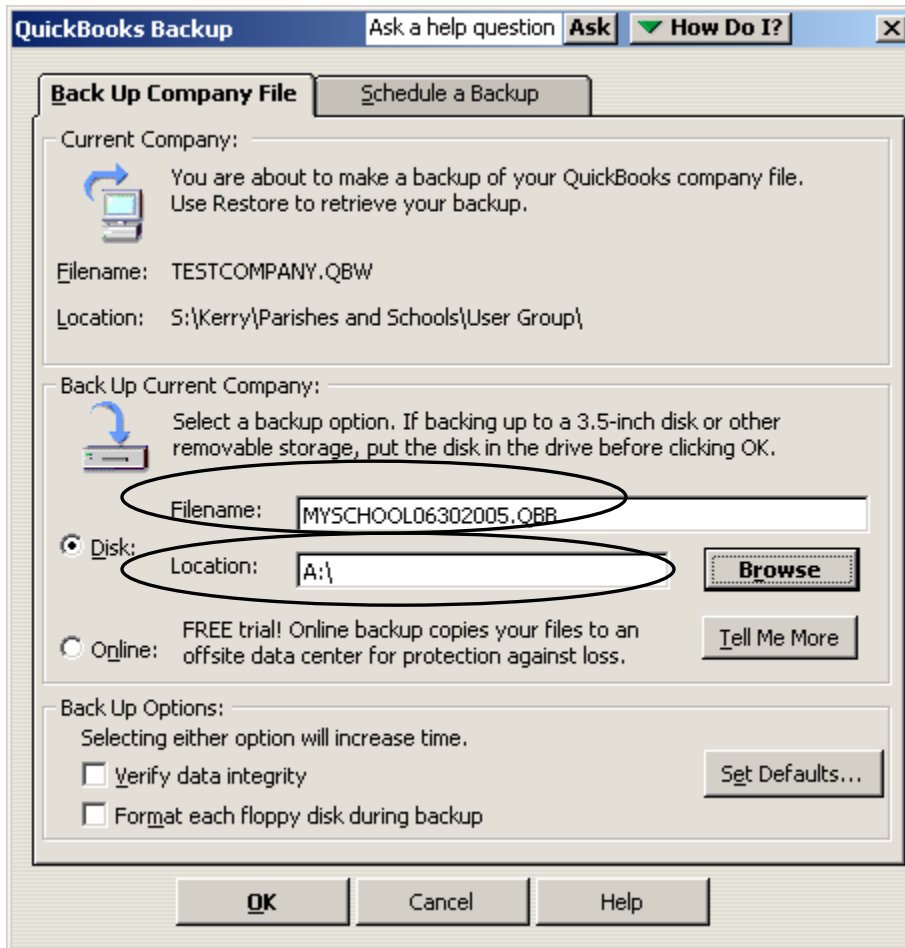 QuickBooks Backup Ask a help question Ask How Do I?
Back Up Company File Schedule a Backup
Current Company:
You are about to make a backup of your QuickBooks company file.
Use Restore to retrieve your backup.
Filename: TESTCOMPANY.QBW
Location: S:\Kerry\Parishes and Schools\User Group\
Back Up Current Company:
Select a backup option. If backing up to a 3.5-inch disk or other
removable storage, put the disk in the drive before clicking OK.
Filename: MYSCHOOL06302005.QBB
Disk:
Location: A:\ Browse
Online: FREE trial! Online backup copies your files to an
offsite data center for protection against loss.
Tell Me More
Back Up Options:
Selecting either option will increase time.
Verify data integrity
Set Defaults...
Format each floppy disk during backup
OK Cancel Help